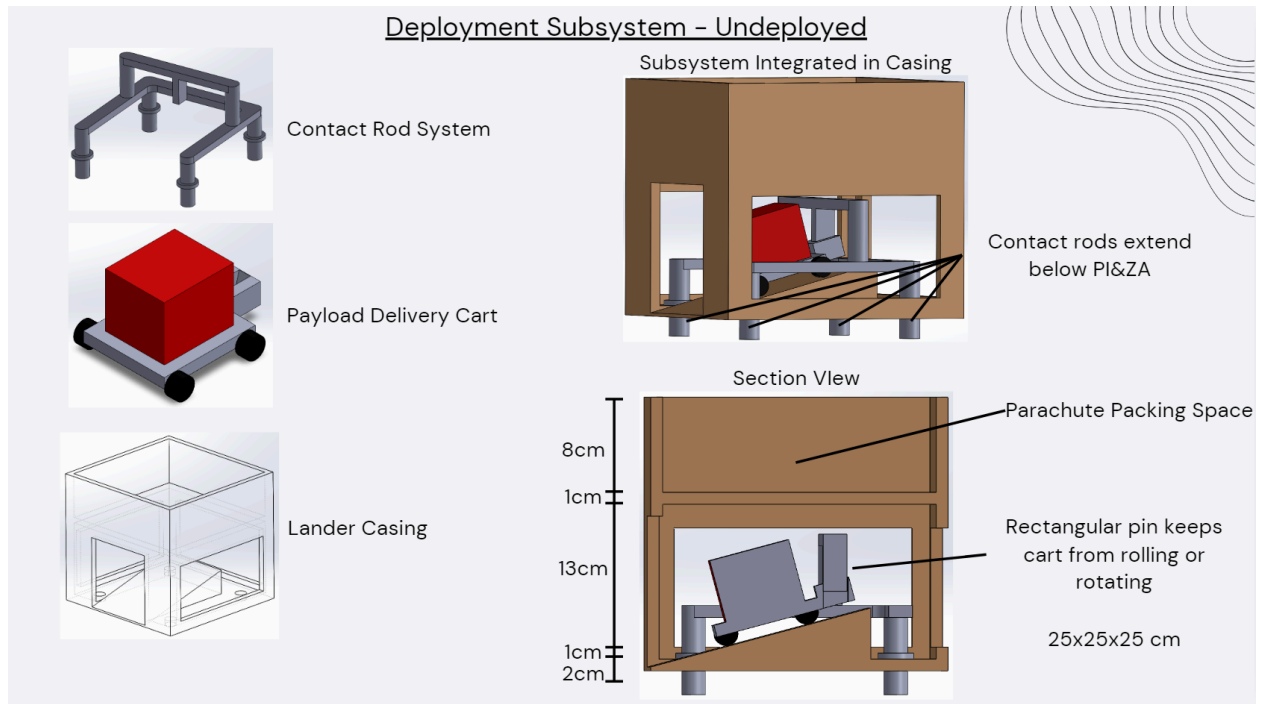 Deployment Subsystem - Undeployed
Contact Rod System
Payload Delivery Cart
Lander Casing
Subsystem Integrated in Casing
Contact rods extend
below PI&ZA
Section VIew
8cm
1cm
13cm
1cm
2cm
Parachute Packing Space
Rectangular pin keeps
cart from rolling or
rotating
25x25x25 cm